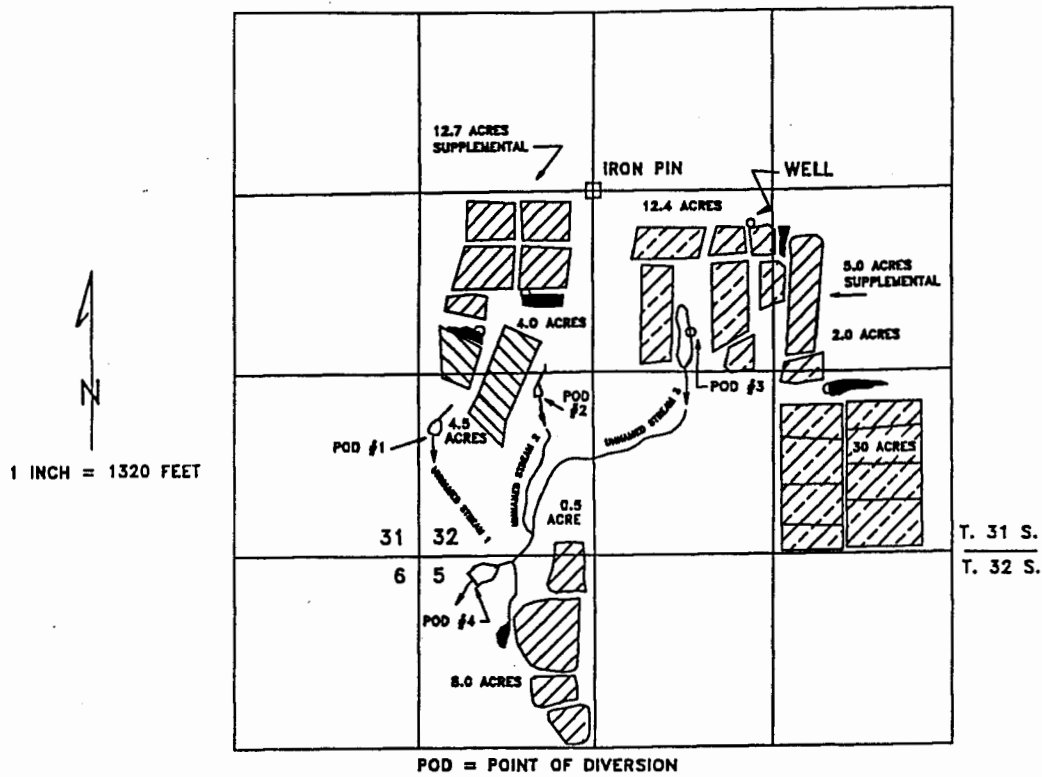 12.7 ACRES
SUPPLEMENTAL
IRON PIN
WELL
12.4 ACRES
5.0 ACRES
SUPPLEMENTAL
4.0 ACRES
2.0 ACRES
N
POD #3
POD
#2
4.5
ACRES
POD #1
UNNAMED STREAM 3
30 ACRES
1 INCH = 1320 FEET
UNNAMED STREAM 1
UNNAMED STREAM 2
0.5
ACRE
31 32
T. 31 S.
6 5
T. 32 S.
POD #4
8.0 ACRES
POD = POINT OF DIVERSION